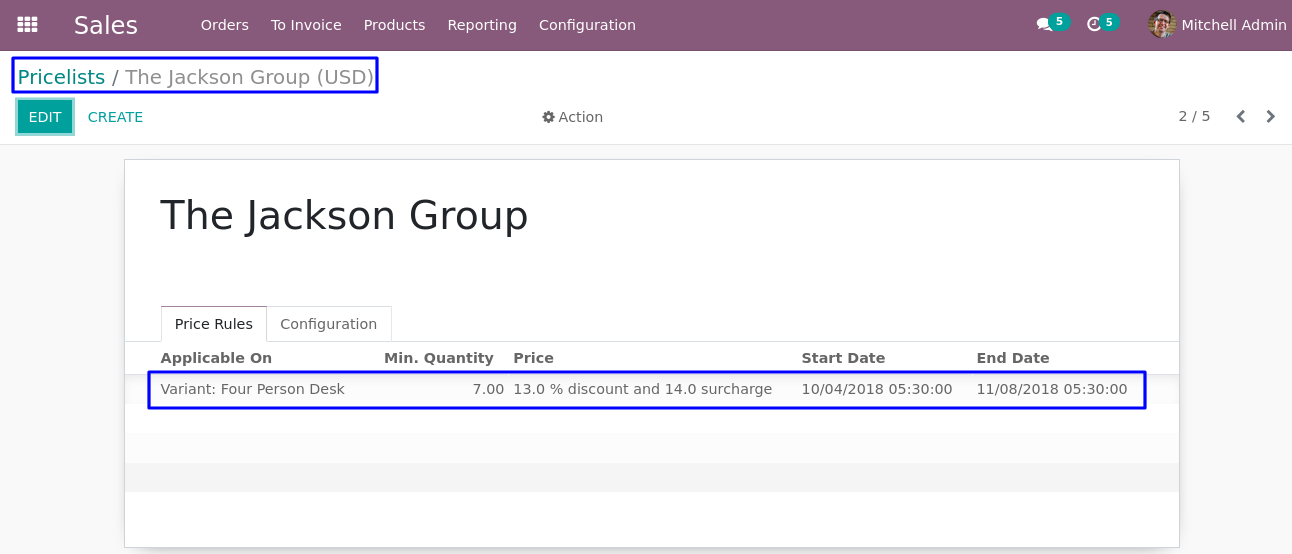 Sales Orders To Invoice Products Reporting Configuration 5 5 Mitchell Admin
Pricelists / The Jackson Group (USD)
EDIT CREATE Action 2 / 5
The Jackson Group
Price Rules Configuration
Applicable On Min. Quantity Price Start Date End Date
Variant: Four Person Desk 7.00 13.0 % discount and 14.0 surcharge 10/04/2018 05:30:00 11/08/2018 05:30:00